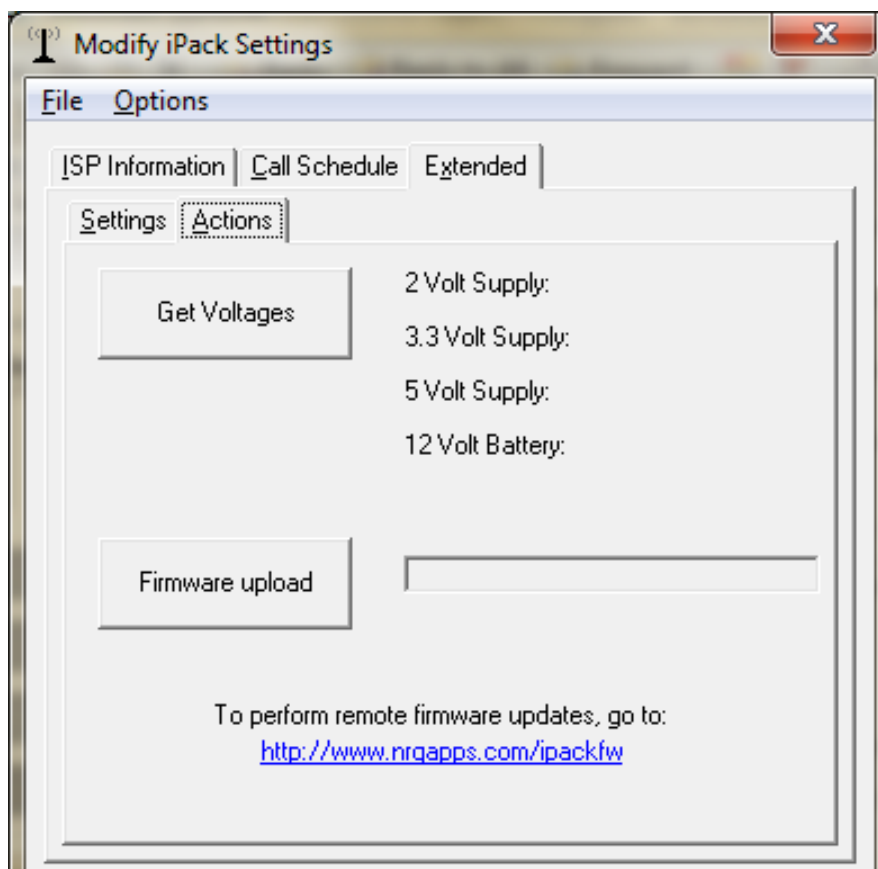 Modify iPack Settings
File Options
ISP Information Call Schedule Extended
Settings Actions
Get Voltages
2 Volt Supply:
3.3 Volt Supply:
5 Volt Supply:
12 Volt Battery:
Firmware upload
To perform remote firmware updates, go to:
http://www.nrgapps.com/ipackfw